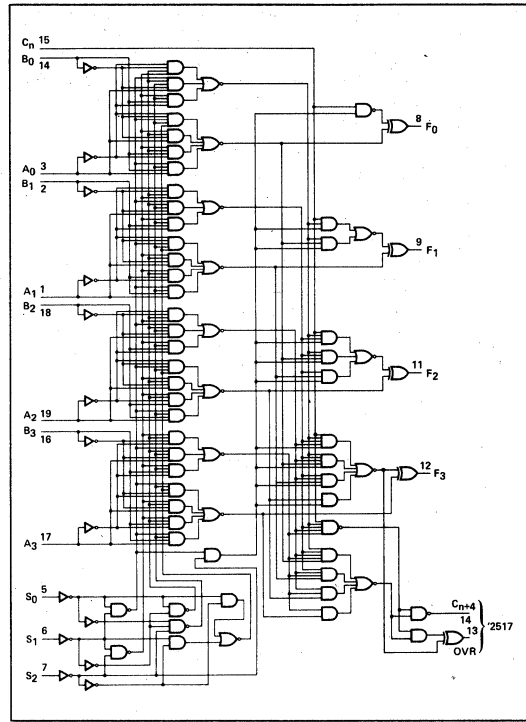 Cn 15
B0 14
A0 3
B1 2
A1 1
B2 18
A2 19
B3 16
A3 17
S0 5
S1 6
S2 7
8 F0
9 F1
11 F2
12 F3
Cn+4
14
13
OVR
'2517